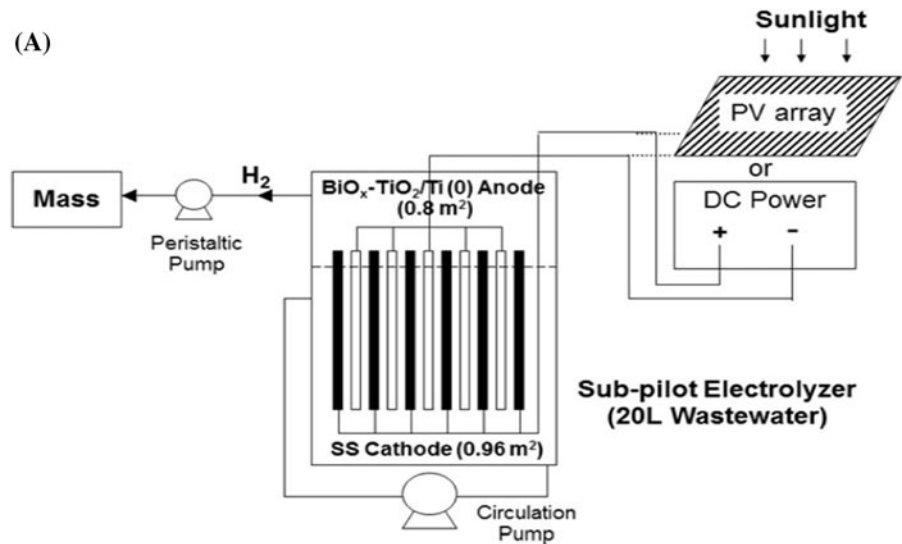 (A)
Sunlight
PV array
or
DC Power
+ -
Mass
H₂
Peristaltic
Pump
BiOₓ-TiO₂/Ti (0) Anode
(0.8 m²)
SS Cathode (0.96 m²)
Sub-pilot Electrolyzer
(20L Wastewater)
Circulation
Pump